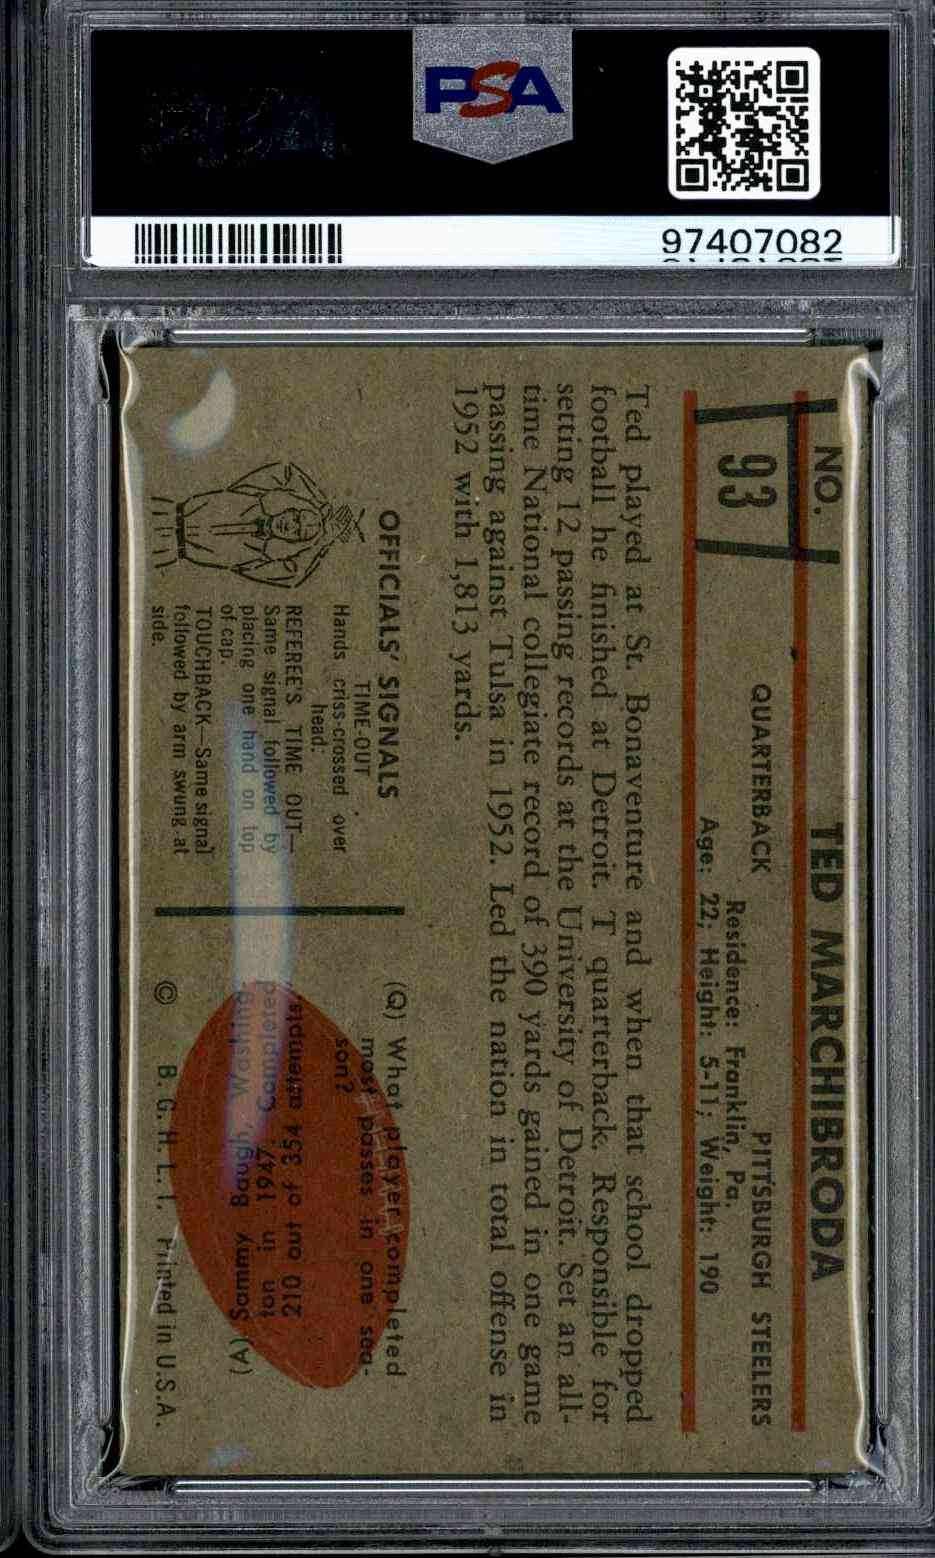 PSA
97407082
NO.
93
TED MARCHIBRODA
QUARTERBACK
PITTSBURGH STEELERS
Residence: Franklin, Pa.
Age: 22; Height: 5-11; Weight: 190
Ted played at St. Bonaventure and when that school dropped
football he finished at Detroit. T quarterback. Responsible for
setting 12 passing records at the University of Detroit. Set an all-
time National collegiate record of 390 yards gained in one game
passing against Tulsa in 1952. Led the nation in total offense in
1952 with 1,813 yards.
OFFICIALS' SIGNALS
TIME-OUT
Hands criss-crossed over
head.
REFEREE'S TIME OUT—
Same signal followed by
placing one hand on top
of cap.
TOUCHBACK—Same signal
followed by arm swung at
side.
(Q) What player completed
most passes in one sea-
son?
(A) Sammy Baugh, Washing-
ton in 1947. Completed
210 out of 354 attempts.
© B. G. H. L. I. Printed in U.S.A.